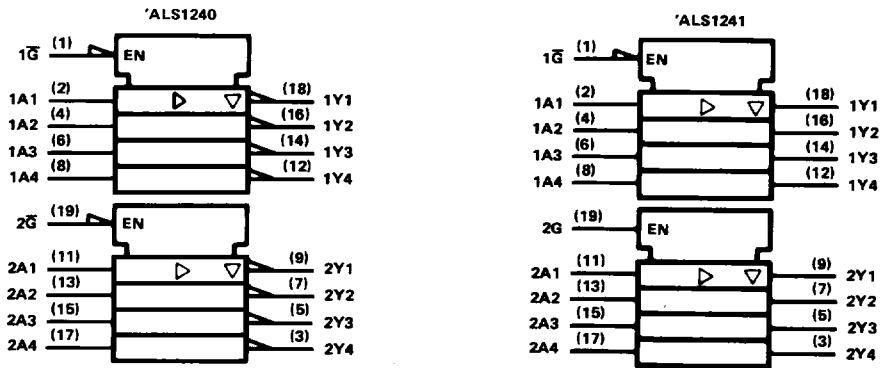 'ALS1240
1G̅ (1) EN
1A1 (2) (18) 1Y1
1A2 (4) (16) 1Y2
1A3 (6) (14) 1Y3
1A4 (8) (12) 1Y4
2G̅ (19) EN
2A1 (11) (9) 2Y1
2A2 (13) (7) 2Y2
2A3 (15) (5) 2Y3
2A4 (17) (3) 2Y4
'ALS1241
1G̅ (1) EN
1A1 (2) (18) 1Y1
1A2 (4) (16) 1Y2
1A3 (6) (14) 1Y3
1A4 (8) (12) 1Y4
2G (19) EN
2A1 (11) (9) 2Y1
2A2 (13) (7) 2Y2
2A3 (15) (5) 2Y3
2A4 (17) (3) 2Y4